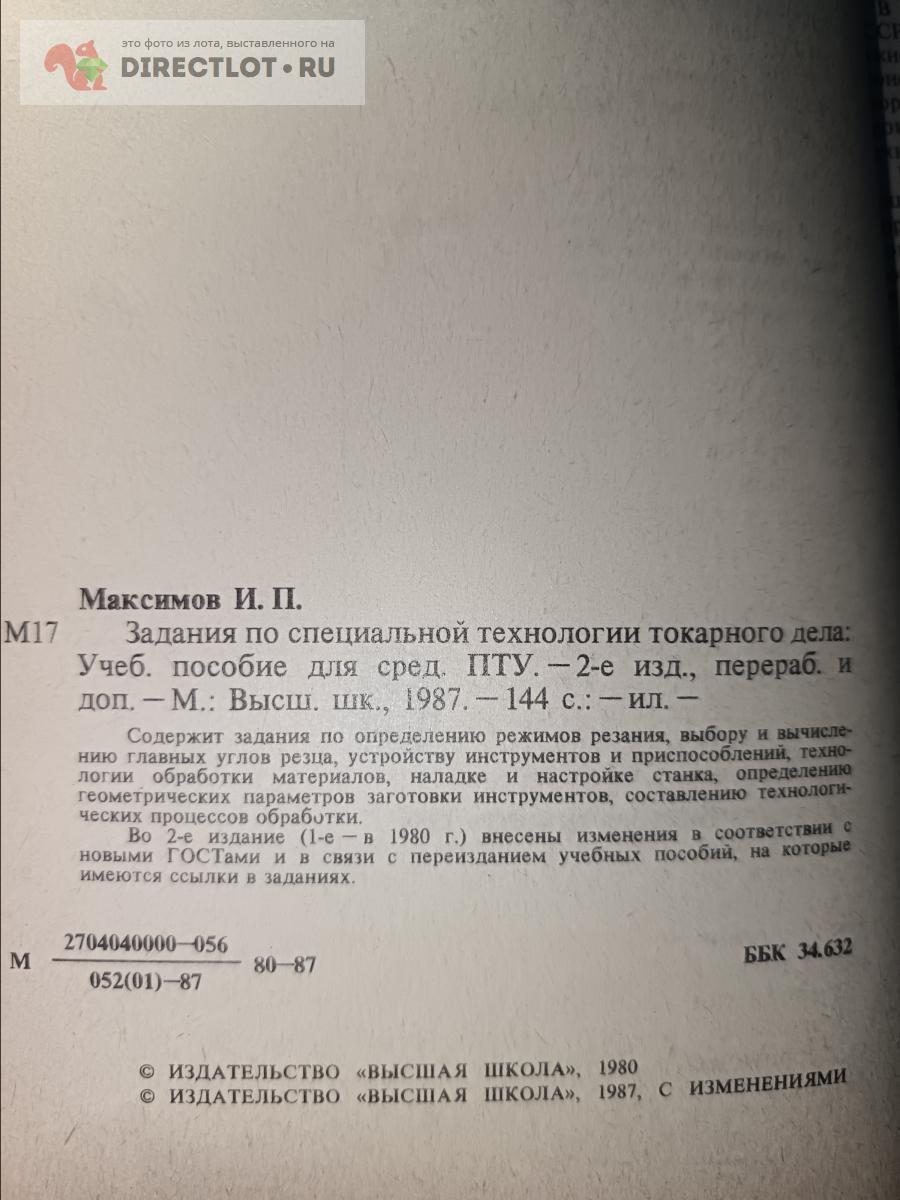 это фото из лота, выставленного на
DIRECTLOT•RU
Максимов И. П.
М17 Задания по специальной технологии токарного дела:
Учеб. пособие для сред. ПТУ. — 2-е изд., перераб. и
доп. — М.: Высш. шк., 1987. — 144 с.: — ил. —
Содержит задания по определению режимов резания, выбору и вычисле-
нию главных углов резца, устройству инструментов и приспособлений, техно-
логии обработки материалов, наладке и настройке станка, определению
геометрических параметров заготовки инструментов, составлению технологи-
ческих процессов обработки.
Во 2-е издание (1-е — в 1980 г.) внесены изменения в соответствии с
новыми ГОСТами и в связи с переизданием учебных пособий, на которые
имеются ссылки в заданиях.
2704040000—056
М 80—87 ББК 34.632
052(01)—87
© ИЗДАТЕЛЬСТВО «ВЫСШАЯ ШКОЛА», 1980
© ИЗДАТЕЛЬСТВО «ВЫСШАЯ ШКОЛА», 1987, С ИЗМЕНЕНИЯМИ